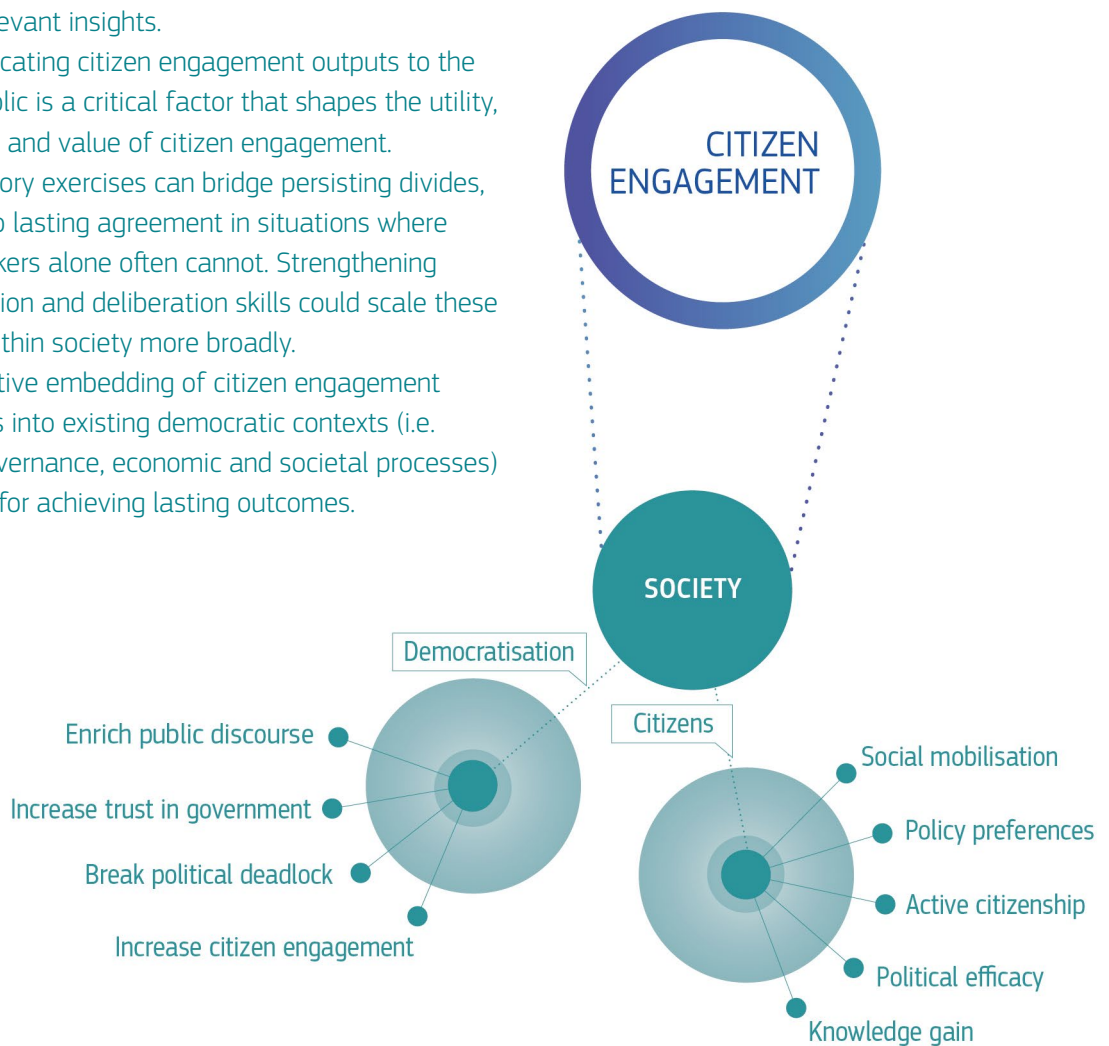 evant insights.
cating citizen engagement outputs to the
olic is a critical factor that shapes the utility,
and value of citizen engagement.
ory exercises can bridge persisting divides,
o lasting agreement in situations where
kers alone often cannot. Strengthening
ion and deliberation skills could scale these
thin society more broadly.
tive embedding of citizen engagement
s into existing democratic contexts (i.e.
vernance, economic and societal processes)
for achieving lasting outcomes.
CITIZEN
ENGAGEMENT
SOCIETY
Democratisation
Enrich public discourse
Increase trust in government
Break political deadlock
Increase citizen engagement
Citizens
Social mobilisation
Policy preferences
Active citizenship
Political efficacy
Knowledge gain